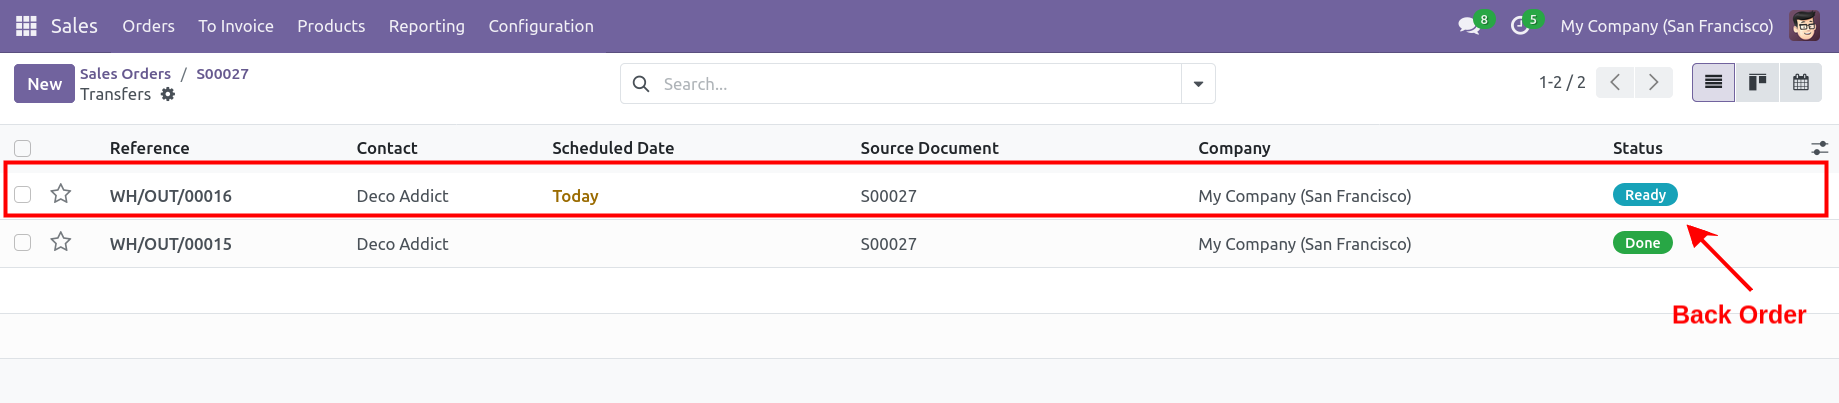 Sales Orders To Invoice Products Reporting Configuration 8 5 My Company (San Francisco)
New Sales Orders / S00027 Search... 1-2 / 2
Transfers
Reference Contact Scheduled Date Source Document Company Status
WH/OUT/00016 Deco Addict Today S00027 My Company (San Francisco) Ready
WH/OUT/00015 Deco Addict S00027 My Company (San Francisco) Done
Back Order